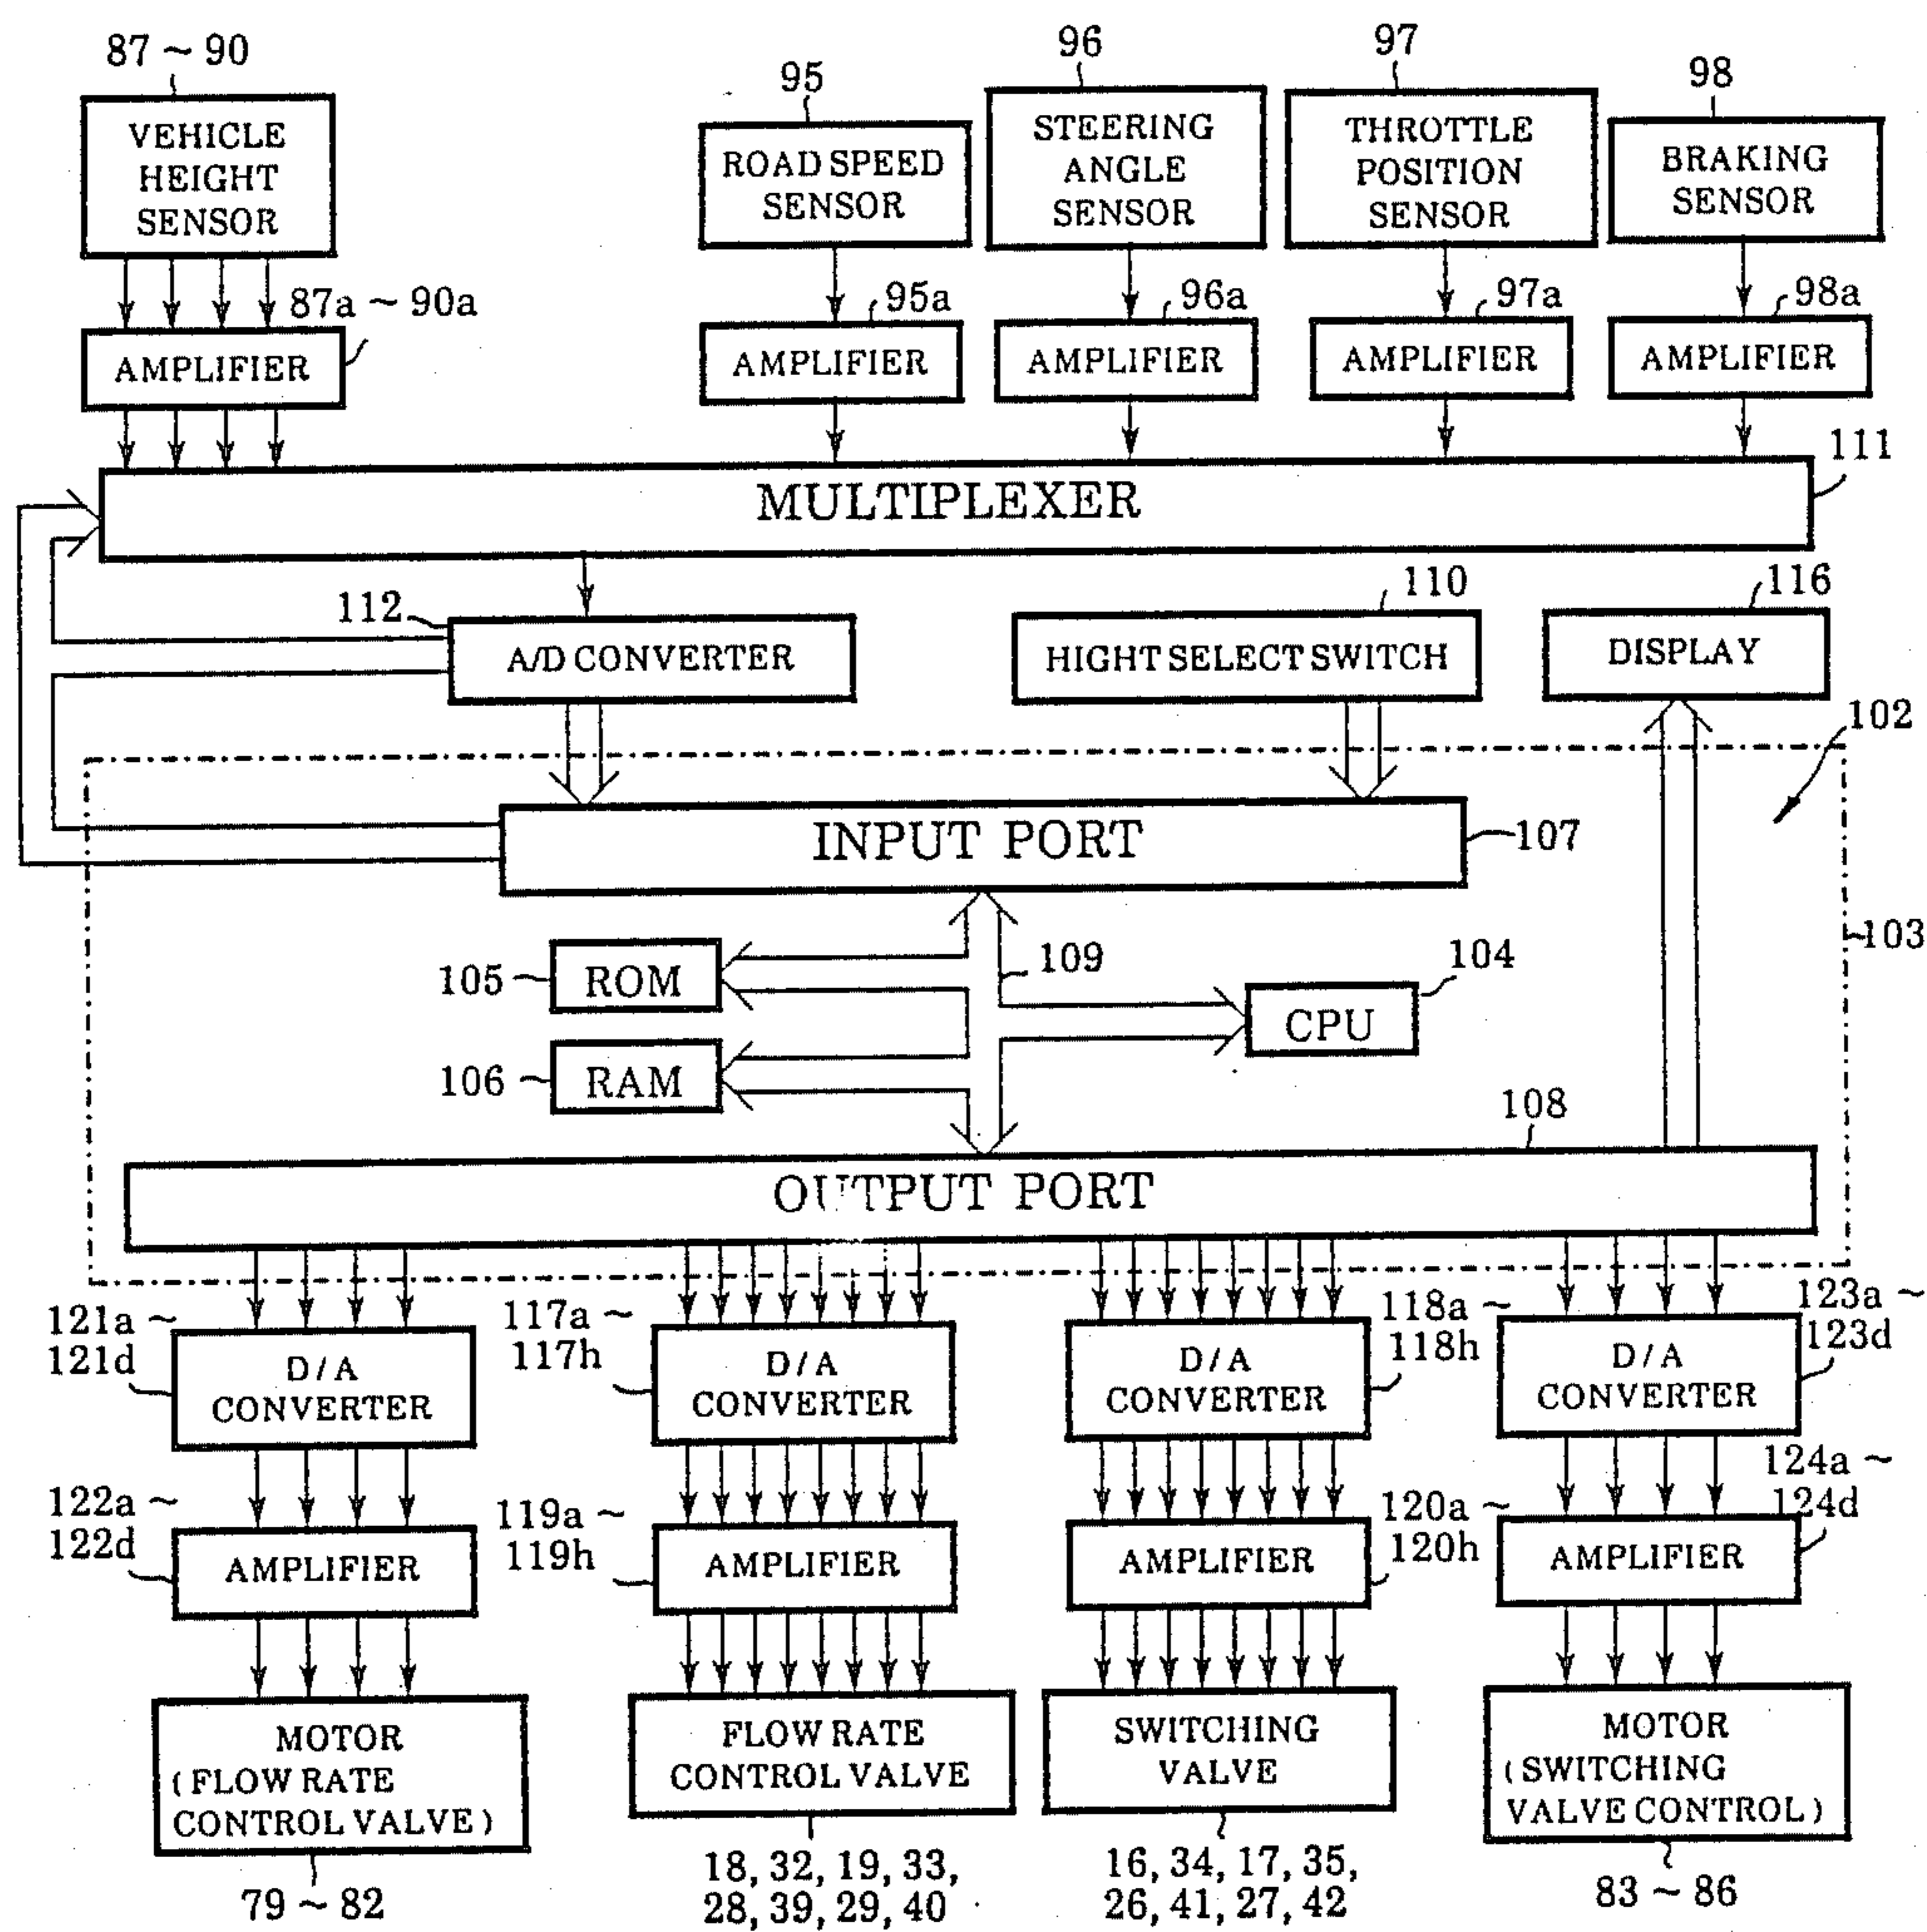 87 ~ 90
95
96
97
98
VEHICLE
HEIGHT
SENSOR
ROAD SPEED
SENSOR
STEERING
ANGLE
SENSOR
THROTTLE
POSITION
SENSOR
BRAKING
SENSOR
87a ~ 90a
95a
96a
97a
98a
AMPLIFIER
AMPLIFIER
AMPLIFIER
AMPLIFIER
AMPLIFIER
111
MULTIPLEXER
112
110
116
A/D CONVERTER
HIGHT SELECT SWITCH
DISPLAY
102
INPUT PORT
107
103
105 ~
ROM
109
104
CPU
106 ~
RAM
108
OUTPUT PORT
121a ~
121d
117a ~
117h
118a ~
118h
123a ~
123d
D/A
CONVERTER
D/A
CONVERTER
D/A
CONVERTER
D/A
CONVERTER
122a ~
122d
119a ~
119h
120a ~
120h
124a ~
124d
AMPLIFIER
AMPLIFIER
AMPLIFIER
AMPLIFIER
MOTOR
(FLOW RATE
CONTROL VALVE)
FLOW RATE
CONTROL VALVE
SWITCHING
VALVE
MOTOR
(SWITCHING
VALVE CONTROL)
79 ~ 82
18, 32, 19, 33,
28, 39, 29, 40
16, 34, 17, 35,
26, 41, 27, 42
83 ~ 86